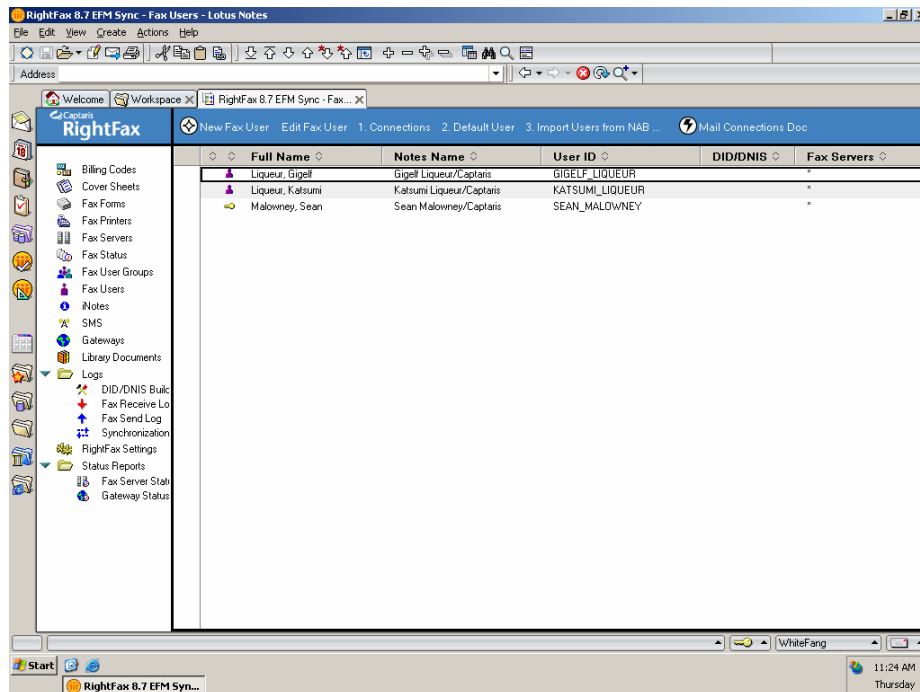 RightFax 8.7 EFM Sync - Fax Users - Lotus Notes
File Edit View Create Actions Help
Address
Welcome Workspace RightFax 8.7 EFM Sync - Fax...
Captaris
RightFax
New Fax User Edit Fax User 1. Connections 2. Default User 3. Import Users from NAB ... Mail Connections Doc
Full Name Notes Name User ID DID/DNIS Fax Servers
Liqueur, Gigelf Gigelf Liqueur/Captaris GIGELF_LIQUEUR *
Liqueur, Katsumi Katsumi Liqueur/Captaris KATSUMI_LIQUEUR *
Malowney, Sean Sean Malowney/Captaris SEAN_MALOWNEY *
Billing Codes
Cover Sheets
Fax Forms
Fax Printers
Fax Servers
Fax Status
Fax User Groups
Fax Users
iNotes
SMS
Gateways
Library Documents
Logs
DID/DNIS Builc
Fax Receive Lo
Fax Send Log
Synchronization
RightFax Settings
Status Reports
Fax Server Stat
Gateway Status
WhiteFang
Start
11:24 AM
RightFax 8.7 EFM Syn...
Thursday